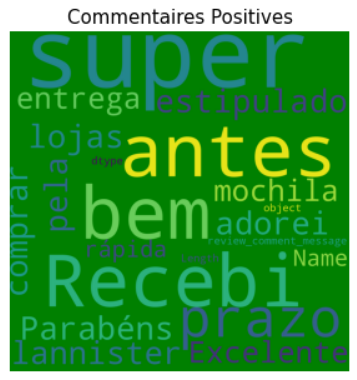 Commentaires Positives
super
entrega
estipulado
lojas
antes
dtype
pela
mochila
object
bem
adorei
comprar
rápida
review_comment_message
Name
Recebi
prazo
Parabéns
lannister
Excelente